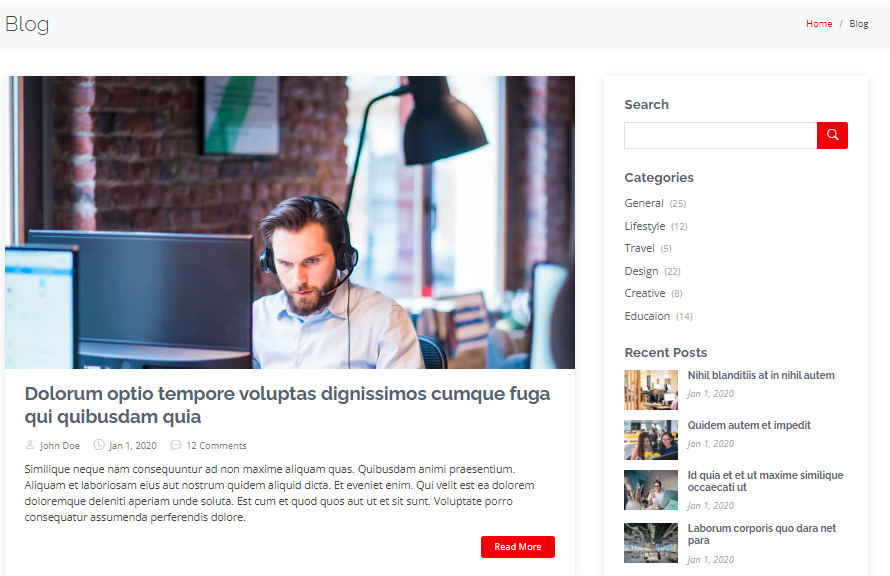 Blog
Home / Blog
Dolorum optio tempore voluptas dignissimos cumque fuga
qui quibusdam quia
John Doe Jan 1, 2020 12 Comments
Similique neque nam consequuntur ad non maxime aliquam quas. Quibusdam animi praesentium.
Aliquam et laboriosam eius aut nostrum quidem aliquid dicta. Et eveniet enim. Qui velit est ea dolorem
doloremque deleniti aperiam unde soluta. Est cum et quod quos aut ut et sit sunt. Voluptate porro
consequatur assumenda perferendis dolore.
Read More
Search
Categories
General (25)
Lifestyle (12)
Travel (5)
Design (22)
Creative (8)
Educaion (14)
Recent Posts
Nihil blanditiis at in nihil autem
Jan 1, 2020
Quidem autem et impedit
Jan 1, 2020
Id quia et et ut maxime similique
occaecati ut
Jan 1, 2020
Laborum corporis quo dara net
para
Jan 1, 2020